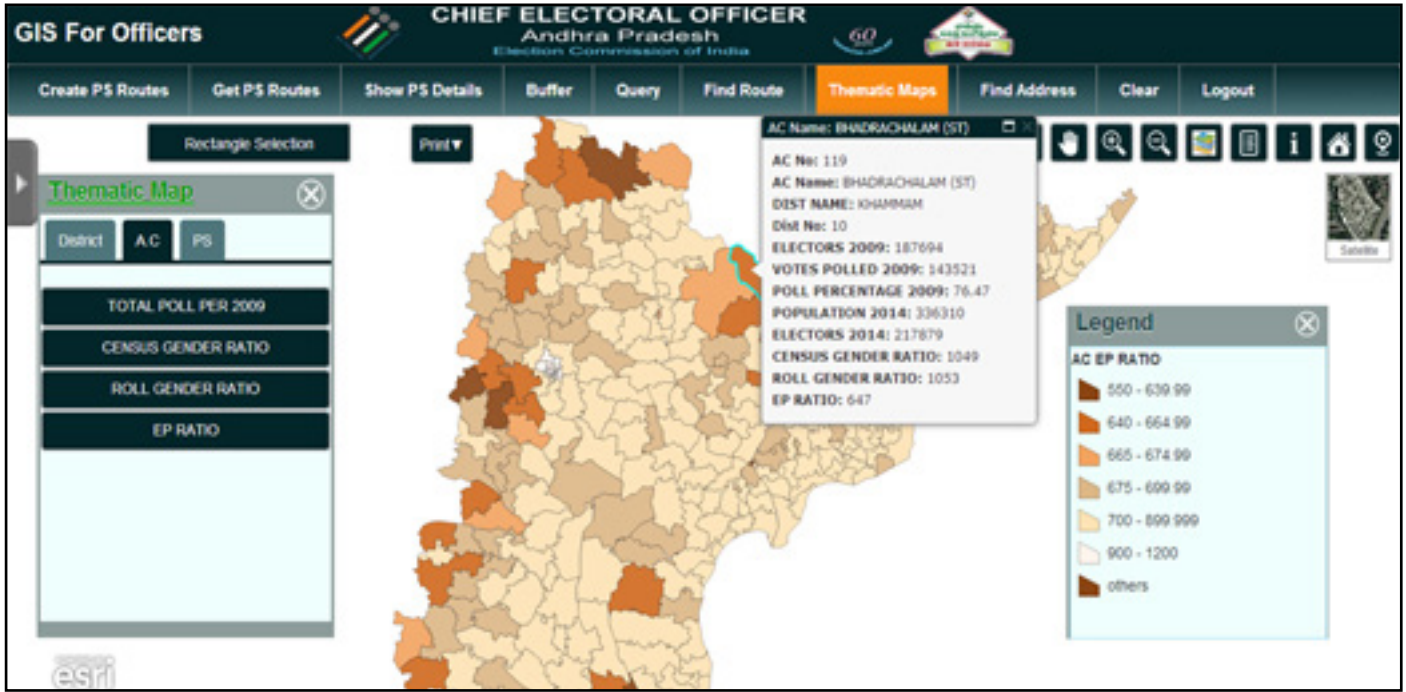 GIS For Officers
CHIEF ELECTORAL OFFICER
Andhra Pradesh
Election Commission of India
60
Create PS Routes
Get PS Routes
Show PS Details
Buffer
Query
Find Route
Thematic Maps
Find Address
Clear
Logout
Rectangle Selection
Print▼
Thematic Map
District
A.C
PS
TOTAL POLL PER 2009
CENSUS GENDER RATIO
ROLL GENDER RATIO
EP RATIO
AC Name: BHADRACHALAM (ST)
AC No: 119
AC Name: BHADRACHALAM (ST)
DIST NAME: KHAMMAM
Dist No: 10
ELECTORS 2009: 187694
VOTES POLLED 2009: 143521
POLL PERCENTAGE 2009: 76.47
POPULATION 2014: 336310
ELECTORS 2014: 217879
CENSUS GENDER RATIO: 1049
ROLL GENDER RATIO: 1053
EP RATIO: 647
Satellite
Legend
AC EP RATIO
550 - 639.99
640 - 664.99
665 - 674.99
675 - 699.99
700 - 899.999
900 - 1200
others
esri